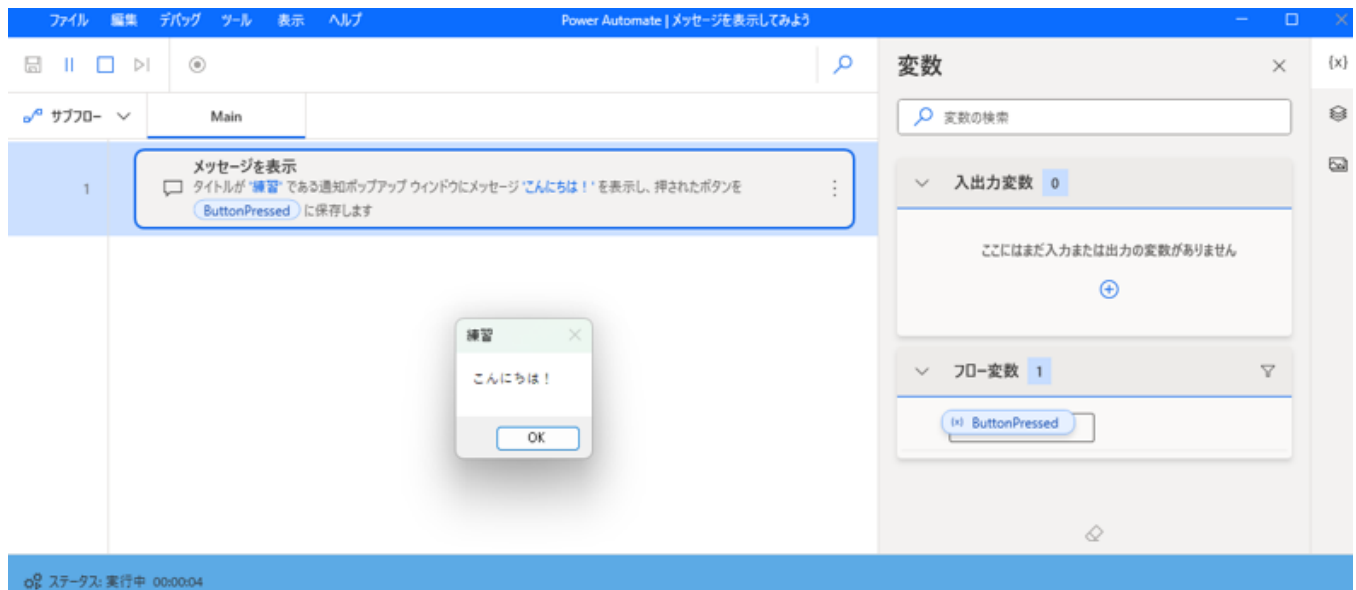 ファイル 編集 デバッグ ツール 表示 ヘルプ Power Automate | メッセージを表示してみよう
サブフロー Main
1
メッセージを表示
タイトルが '練習' である通知ポップアップ ウィンドウにメッセージ 'こんにちは！' を表示し、押されたボタンを
ButtonPressed に保存します
練習
こんにちは！
OK
変数
{x}
変数の検索
入出力変数 0
ここにはまだ入力または出力の変数がありません
フロー変数 1
(x) ButtonPressed
ステータス: 実行中 00:00:04